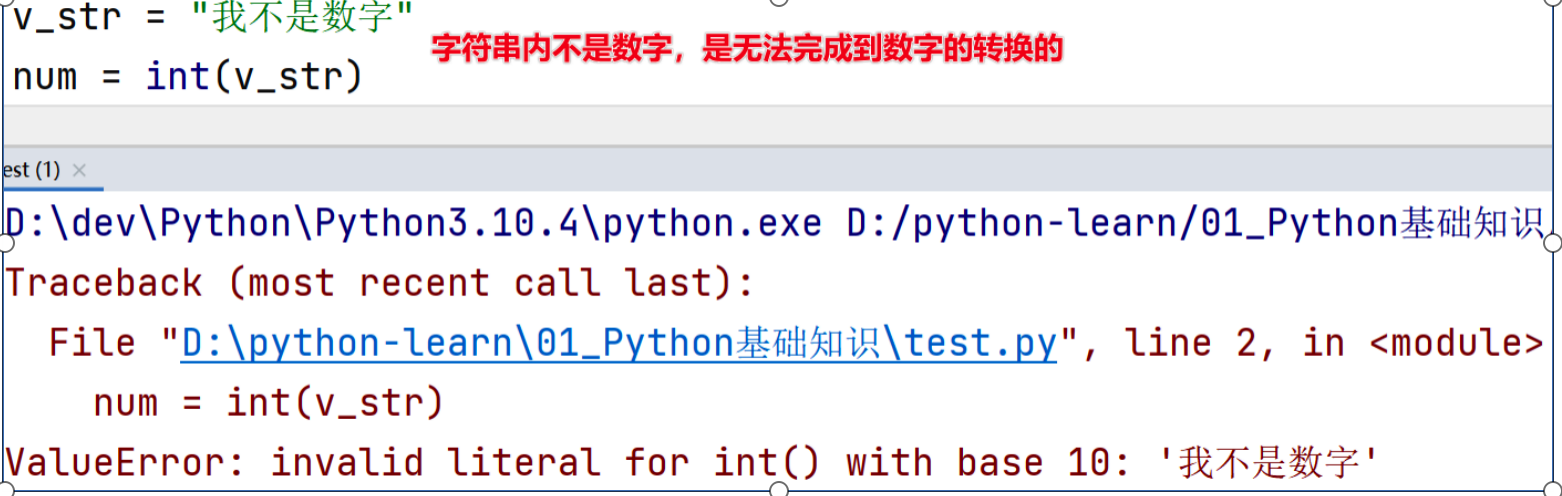 v_str = "我不是数字"
字符串内不是数字，是无法完成到数字的转换的
num = int(v_str)
est (1) ×
D:\dev\Python\Python3.10.4\python.exe D:/python-learn/01_Python基础知识
Traceback (most recent call last):
  File "D:\python-learn\01_Python基础知识\test.py", line 2, in <module>
    num = int(v_str)
ValueError: invalid literal for int() with base 10: '我不是数字'